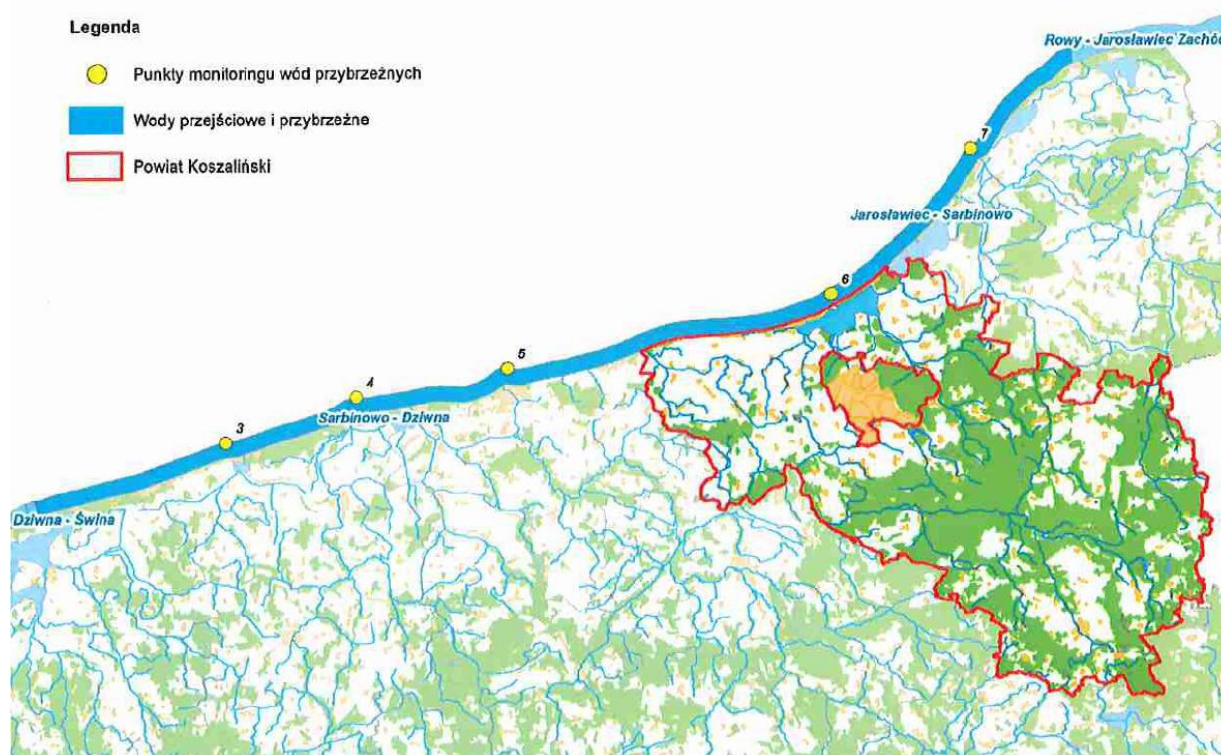 Legenda
Punkty monitoringu wód przybrzeżnych
Wody przejściowe i przybrzeżne
Powiat Koszaliński
Rowy - Jarosławiec Zachód
7
Jarosławiec - Sarbinowo
6
5
4
Sarbinowo - Dziwna
3
Dziwna - Świna